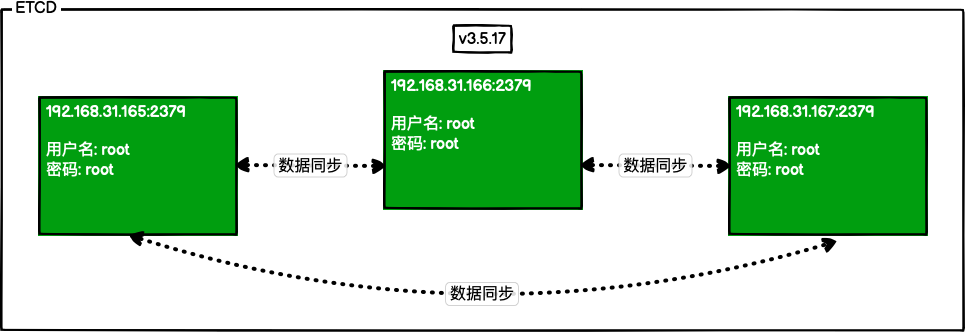 ETCD
v3.5.17
192.168.31.165:2379
用户名: root
密码: root
192.168.31.166:2379
用户名: root
密码: root
192.168.31.167:2379
用户名: root
密码: root
数据同步
数据同步
数据同步